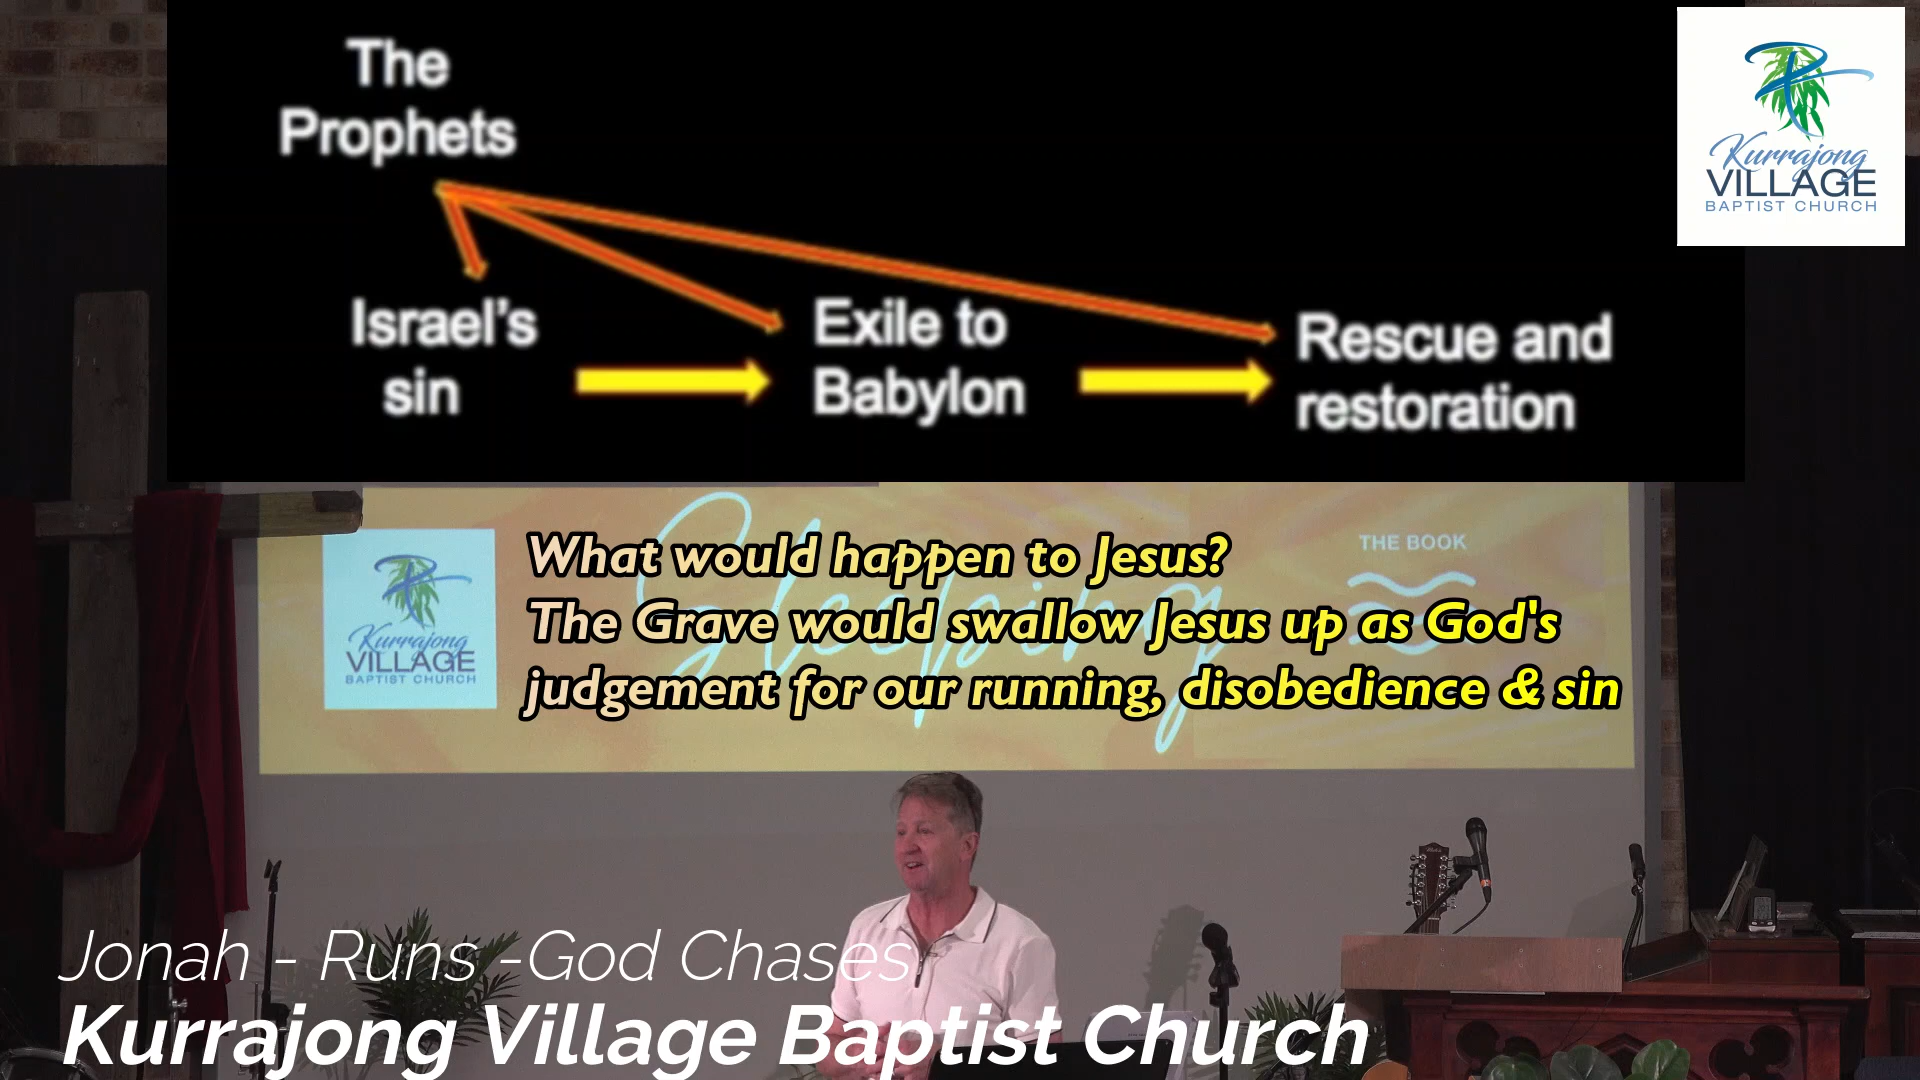 The
Prophets
Israel's
sin
Exile to
Babylon
Rescue and
restoration
Kurrajong
VILLAGE
BAPTIST CHURCH
Sleeping
THE BOOK
Kurrajong
VILLAGE
BAPTIST CHURCH
What would happen to Jesus?
The Grave would swallow Jesus up as God's
judgement for our running, disobedience & sin
Jonah - Runs -God Chases
Kurrajong Village Baptist Church